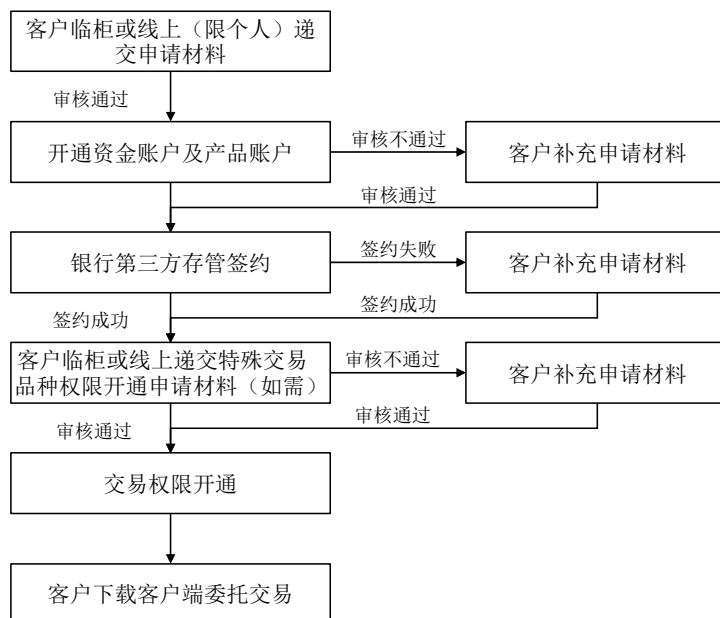 客户临柜或线上（限个人）递
交申请材料
审核通过
开通资金账户及产品账户
审核不通过
客户补充申请材料
审核通过
银行第三方存管签约
签约失败
客户补充申请材料
签约成功
签约成功
客户临柜或线上递交特殊交易
品种权限开通申请材料（如需）
审核不通过
客户补充申请材料
审核通过
审核通过
交易权限开通
客户下载客户端委托交易